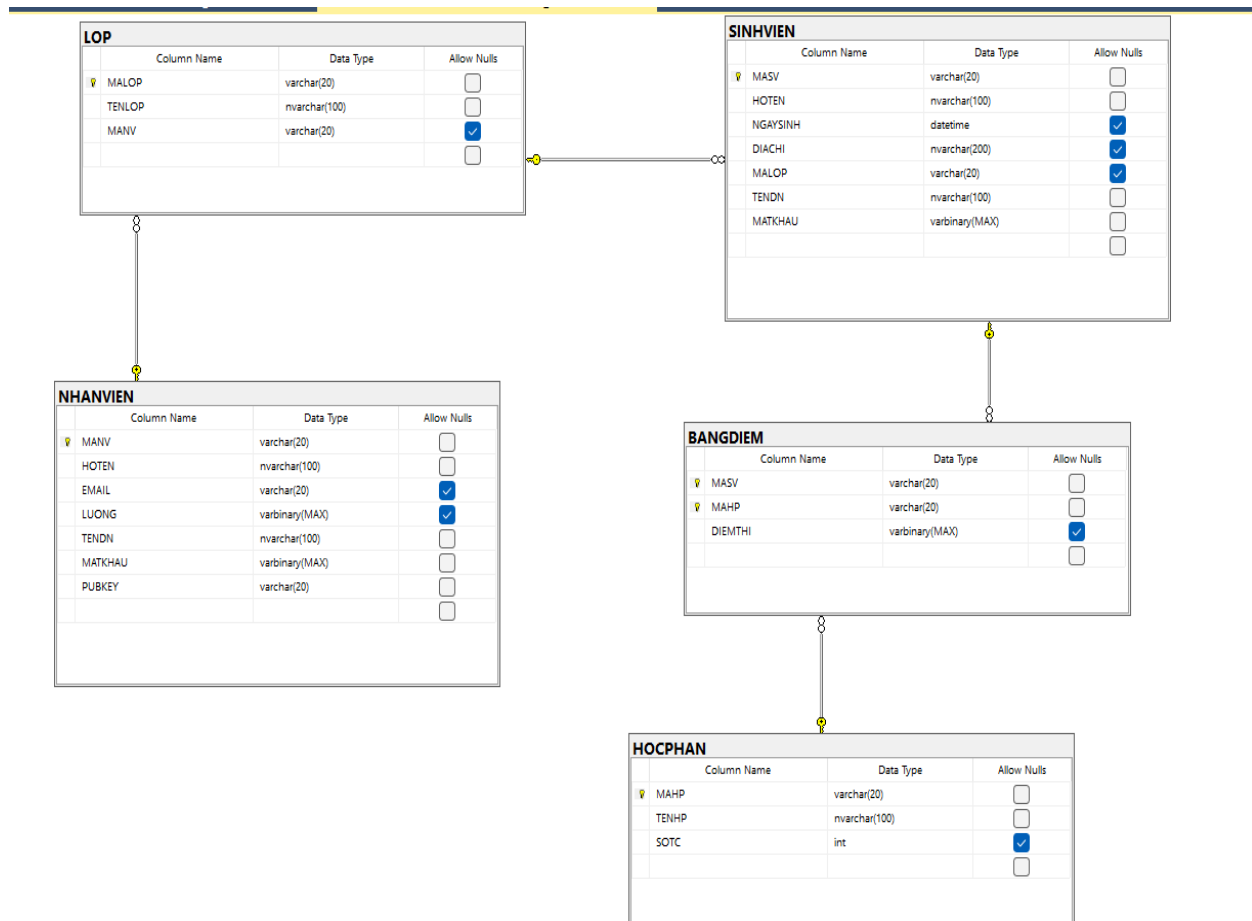 LOP
Column Name Data Type Allow Nulls
MALOP varchar(20)
TENLOP nvarchar(100)
MANV varchar(20)
SINHVIEN
Column Name Data Type Allow Nulls
MASV varchar(20)
HOTEN nvarchar(100)
NGAYSINH datetime
DIACHI nvarchar(200)
MALOP varchar(20)
TENDN nvarchar(100)
MATKHAU varbinary(MAX)
NHANVIEN
Column Name Data Type Allow Nulls
MANV varchar(20)
HOTEN nvarchar(100)
EMAIL varchar(20)
LUONG varbinary(MAX)
TENDN nvarchar(100)
MATKHAU varbinary(MAX)
PUBKEY varchar(20)
BANGDIEM
Column Name Data Type Allow Nulls
MASV varchar(20)
MAHP varchar(20)
DIEMTHI varbinary(MAX)
HOCPHAN
Column Name Data Type Allow Nulls
MAHP varchar(20)
TENHP nvarchar(100)
SOTC int